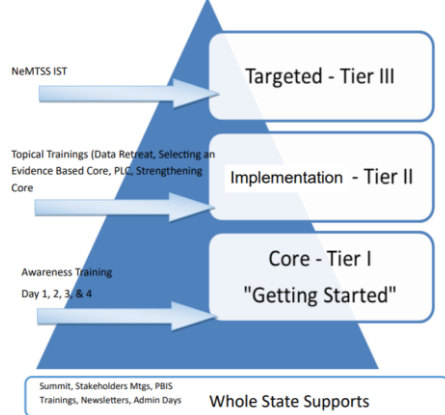 NeMTSS IST
Targeted - Tier III
Topical Trainings (Data Retreat, Selecting an
Evidence Based Core, PLC, Strengthening
Core
Implementation - Tier II
Awareness Training
Day 1, 2, 3, & 4
Core - Tier I
"Getting Started"
Summit, Stakeholders Mtgs, PBIS
Trainings, Newsletters, Admin Days
Whole State Supports